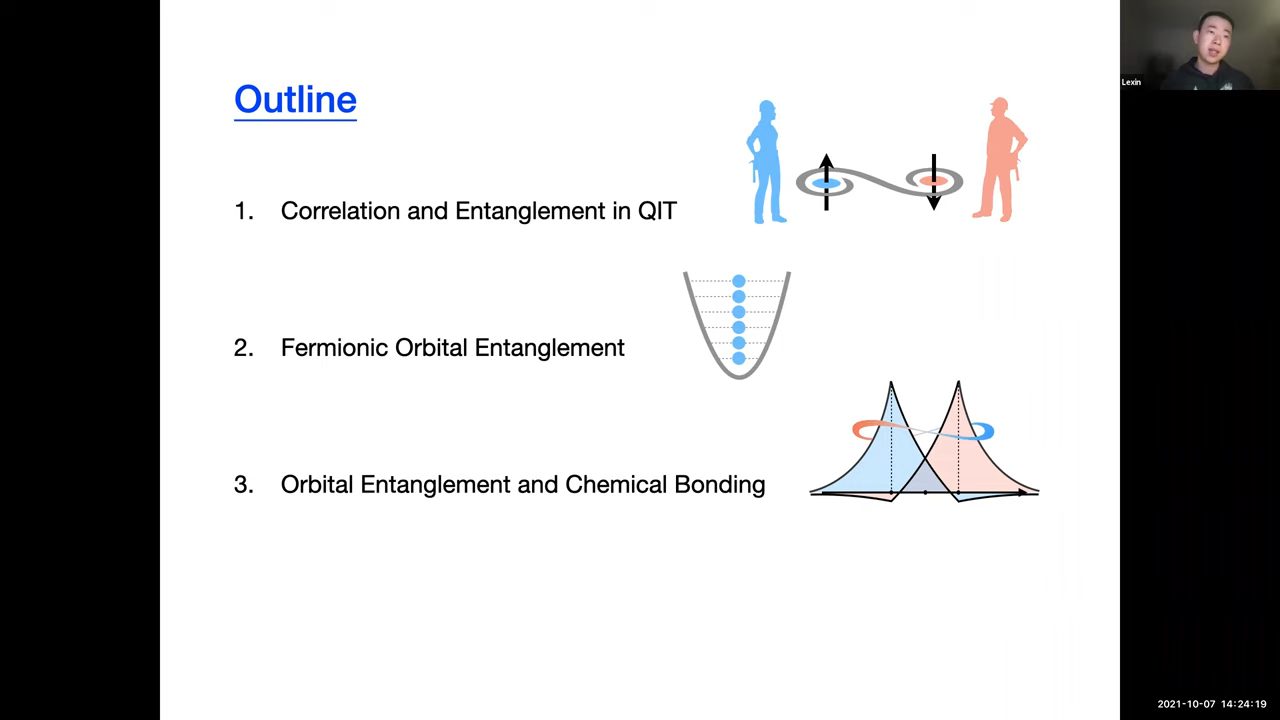 Outline
1. Correlation and Entanglement in QIT
2. Fermionic Orbital Entanglement
3. Orbital Entanglement and Chemical Bonding
Lexin
2021-10-07 14:24:19